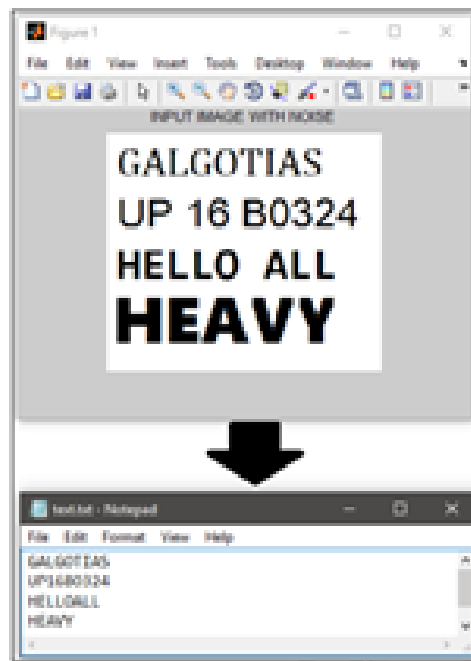 Figure 1
File Edit View Insert Tools Desktop Window Help
INPUT IMAGE WITH NOISE
GALGOTIAS
UP 16 B0324
HELLO ALL
HEAVY
text.txt - Notepad
File Edit Format View Help
GALGOTIAS
UP16B0324
HELLOALL
HEAVY